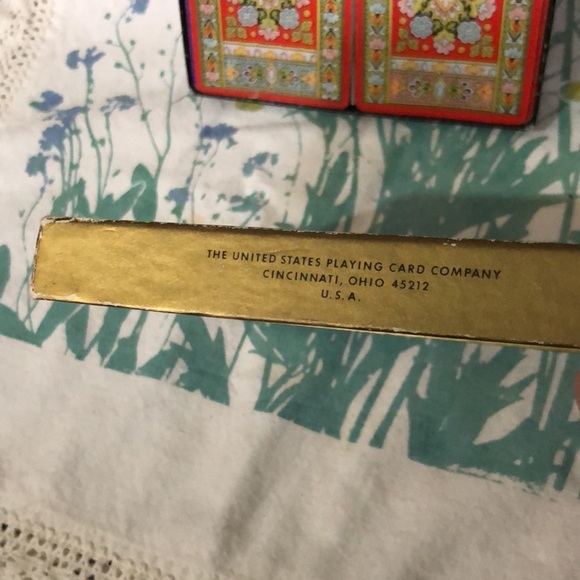 THE UNITED STATES PLAYING CARD COMPANY
CINCINNATI, OHIO 45212
U.S.A.